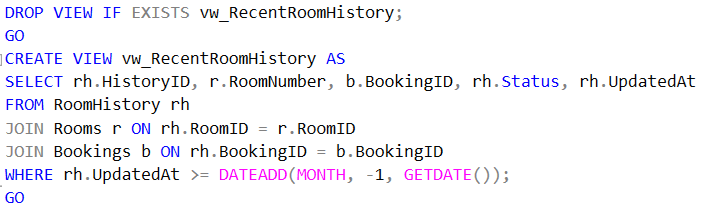 DROP VIEW IF EXISTS vw_RecentRoomHistory;
GO
CREATE VIEW vw_RecentRoomHistory AS
SELECT rh.HistoryID, r.RoomNumber, b.BookingID, rh.Status, rh.UpdatedAt
FROM RoomHistory rh
JOIN Rooms r ON rh.RoomID = r.RoomID
JOIN Bookings b ON rh.BookingID = b.BookingID
WHERE rh.UpdatedAt >= DATEADD(MONTH, -1, GETDATE());
GO